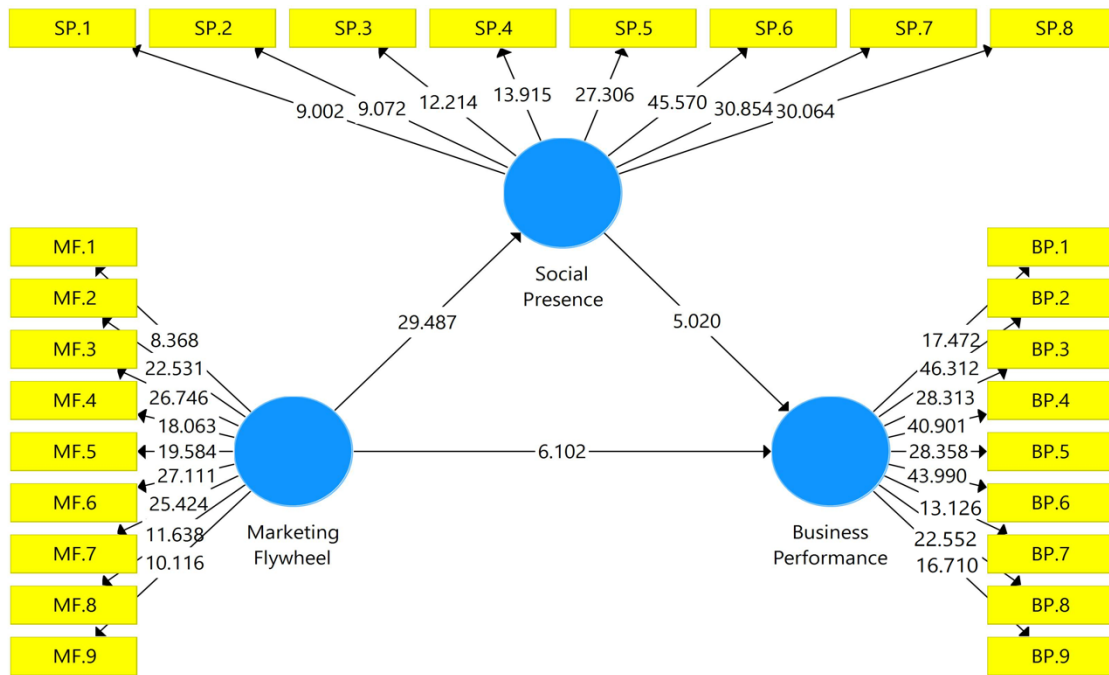 SP.1 SP.2 SP.3 SP.4 SP.5 SP.6 SP.7 SP.8
9.002 9.072 12.214 13.915 27.306 45.570 30.854 30.064
Social
Presence
29.487 5.020
MF.1
MF.2
MF.3
MF.4
MF.5
MF.6
MF.7
MF.8
MF.9
8.368
22.531
26.746
18.063
19.584
27.111
25.424
11.638
10.116
Marketing
Flywheel
6.102
Business
Performance
17.472
46.312
28.313
40.901
28.358
43.990
13.126
22.552
16.710
BP.1
BP.2
BP.3
BP.4
BP.5
BP.6
BP.7
BP.8
BP.9